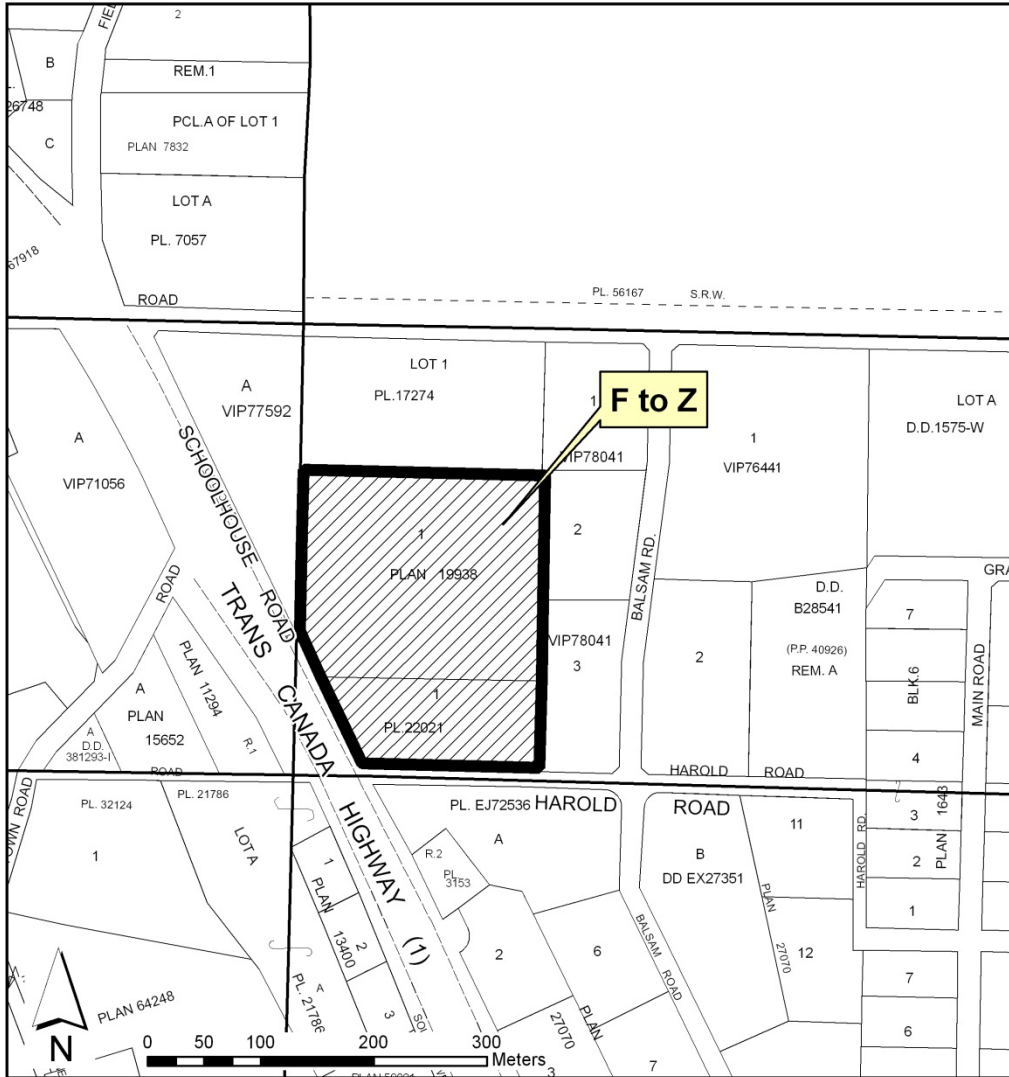 FIEL
2
B
REM.1
26748
PCL.A OF LOT 1
C
PLAN 7832
LOT A
PL. 7057
67918
ROAD
PL. 56167 S.R.W.
LOT 1
PL.17274
A
VIP77592
F to Z
1
VIP78041
1
VIP76441
LOT A
D.D.1575-W
A
VIP71056
SCHOOLHOUSE ROAD
2
1
PLAN 19938
BALSAM RD.
ROAD
TRANS CANADA HIGHWAY (1)
GRA
D.D.
B28541
(P.P. 40926)
REM. A
7
BLK.6
MAIN ROAD
VIP78041
3
2
PLAN 11294
A
PLAN
15652
R.1
1
PL.22021
A
D.D.
381293-I
ROAD
HAROLD ROAD
4
OWN ROAD
PL. 32124
1
PL. 21786
LOT A
PL. EJ72536
HAROLD ROAD
A
11
HAROLD RD.
3
PLAN 1643
2
1
R.2
PL.
3153
B
DD EX27351
PLAN
27070
1
PLAN
13400
2
3
2
6
BALSAM ROAD
12
7
6
A
PL. 21786
PLAN
27070
PLAN 64248
3
7
N
0 50 100 200 300
Meters